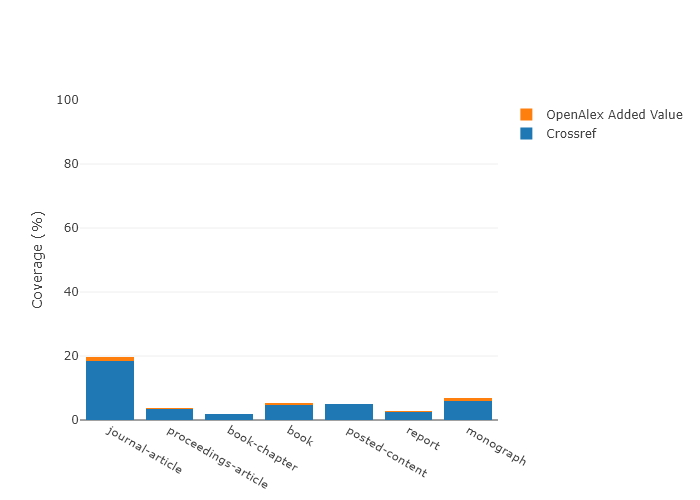 100
80
60
40
20
0
Coverage (%)
journal-article
proceedings-article
book-chapter
book
posted-content
report
monograph
OpenAlex Added Value
Crossref